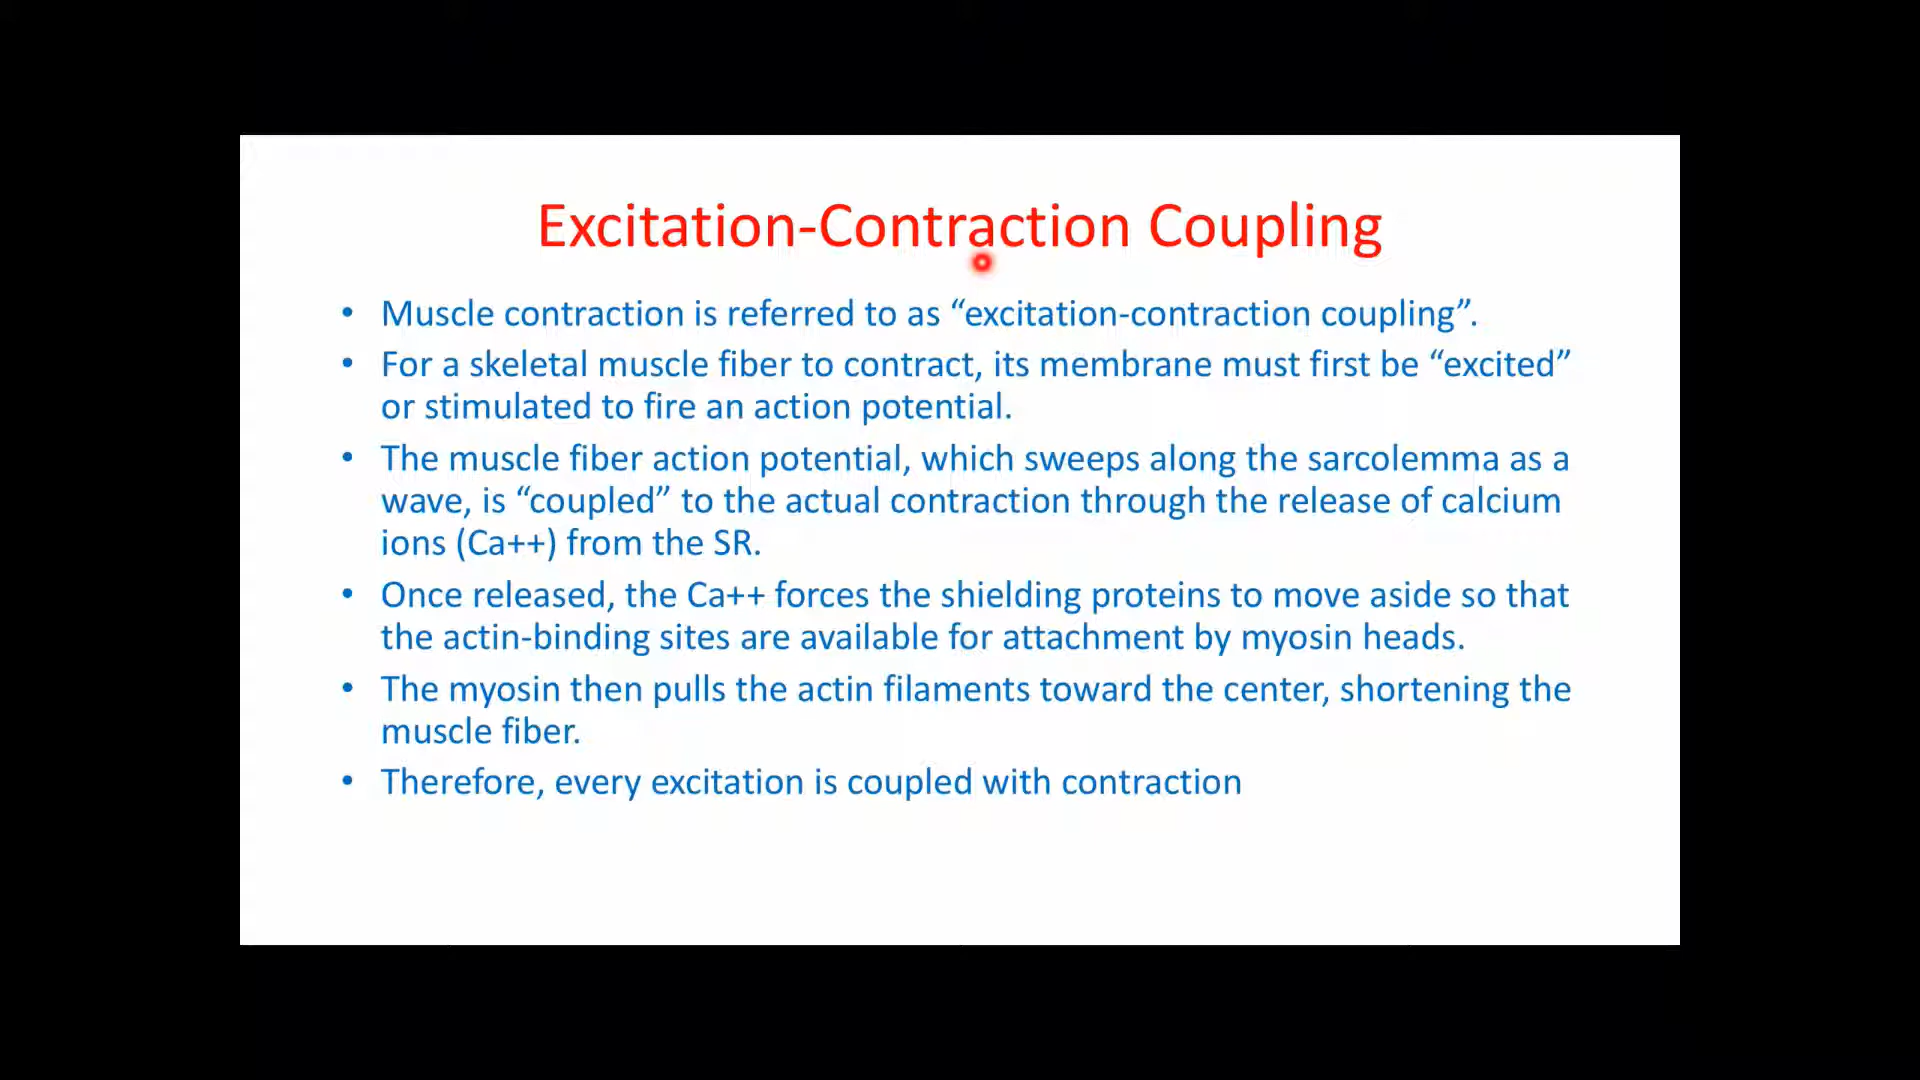 Excitation-Contraction Coupling
• Muscle contraction is referred to as “excitation-contraction coupling”.
• For a skeletal muscle fiber to contract, its membrane must first be “excited”
or stimulated to fire an action potential.
• The muscle fiber action potential, which sweeps along the sarcolemma as a
wave, is “coupled” to the actual contraction through the release of calcium
ions (Ca++) from the SR.
• Once released, the Ca++ forces the shielding proteins to move aside so that
the actin-binding sites are available for attachment by myosin heads.
• The myosin then pulls the actin filaments toward the center, shortening the
muscle fiber.
• Therefore, every excitation is coupled with contraction